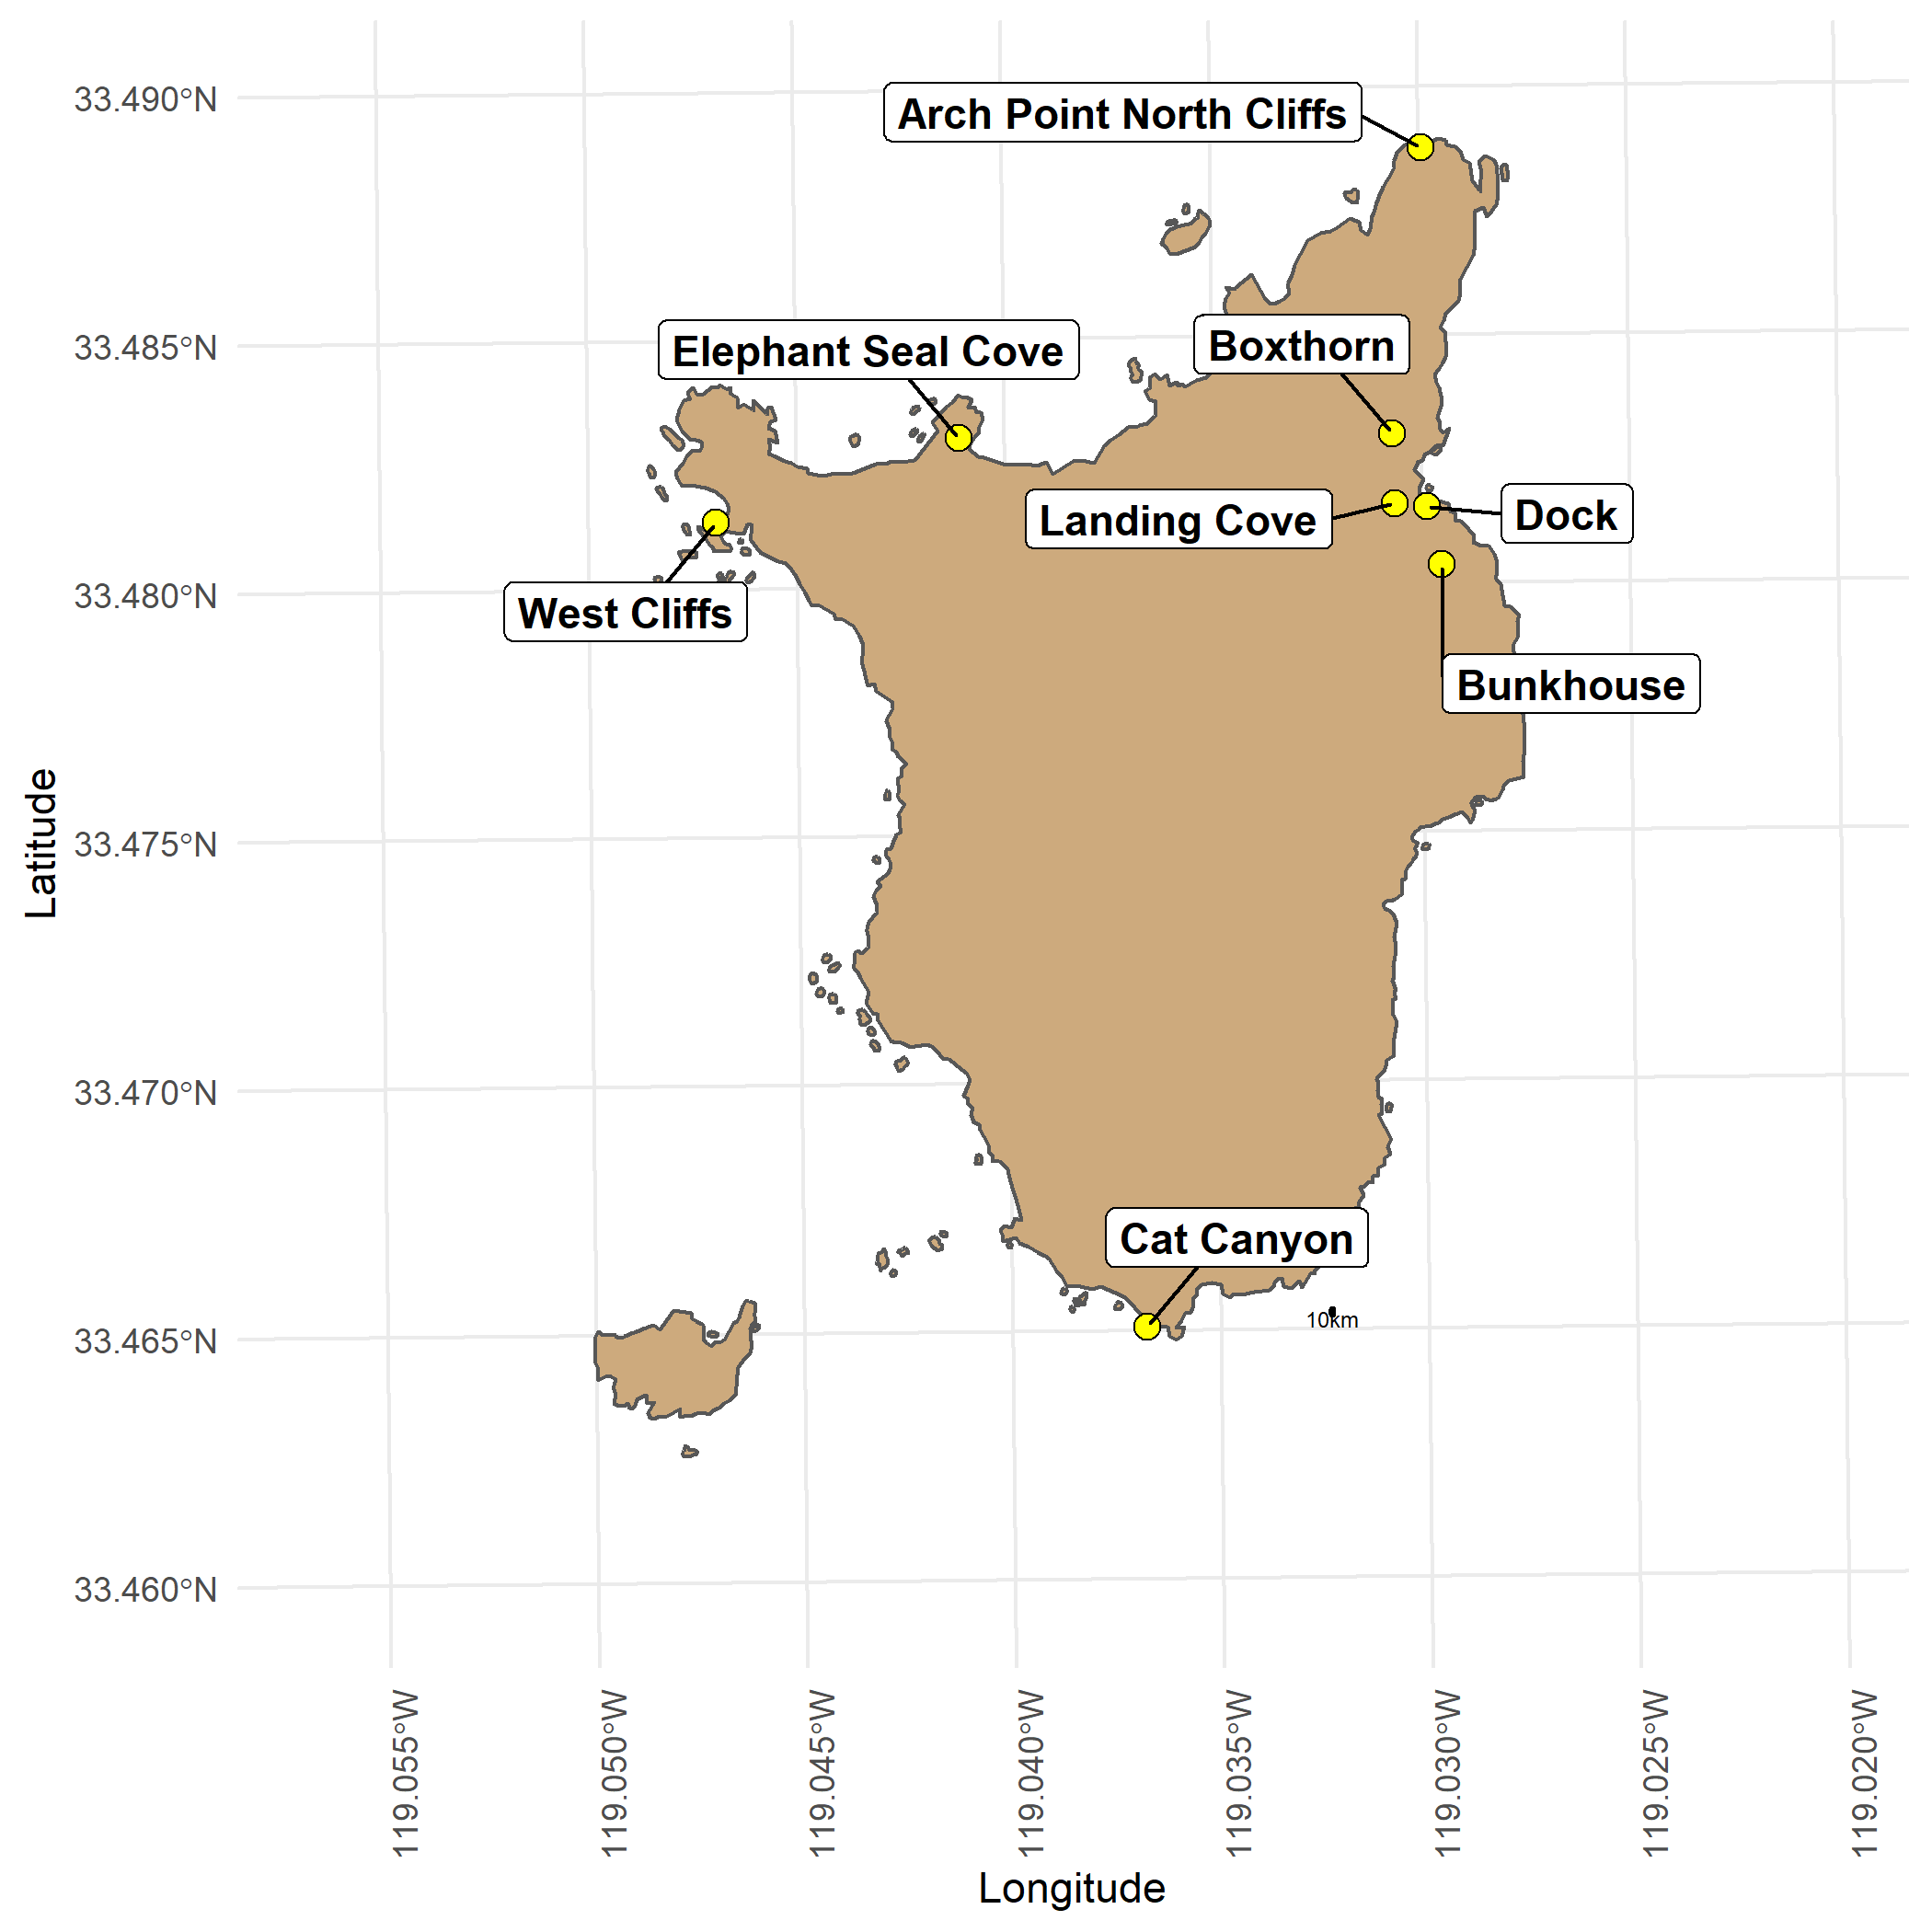 33.490°N
Arch Point North Cliffs
33.485°N
Elephant Seal Cove
Boxthorn
Landing Cove
Dock
33.480°N
West Cliffs
Bunkhouse
Latitude
33.475°N
33.470°N
Cat Canyon
10km
33.465°N
33.460°N
119.055°W
119.050°W
119.045°W
119.040°W
119.035°W
119.030°W
119.025°W
119.020°W
Longitude